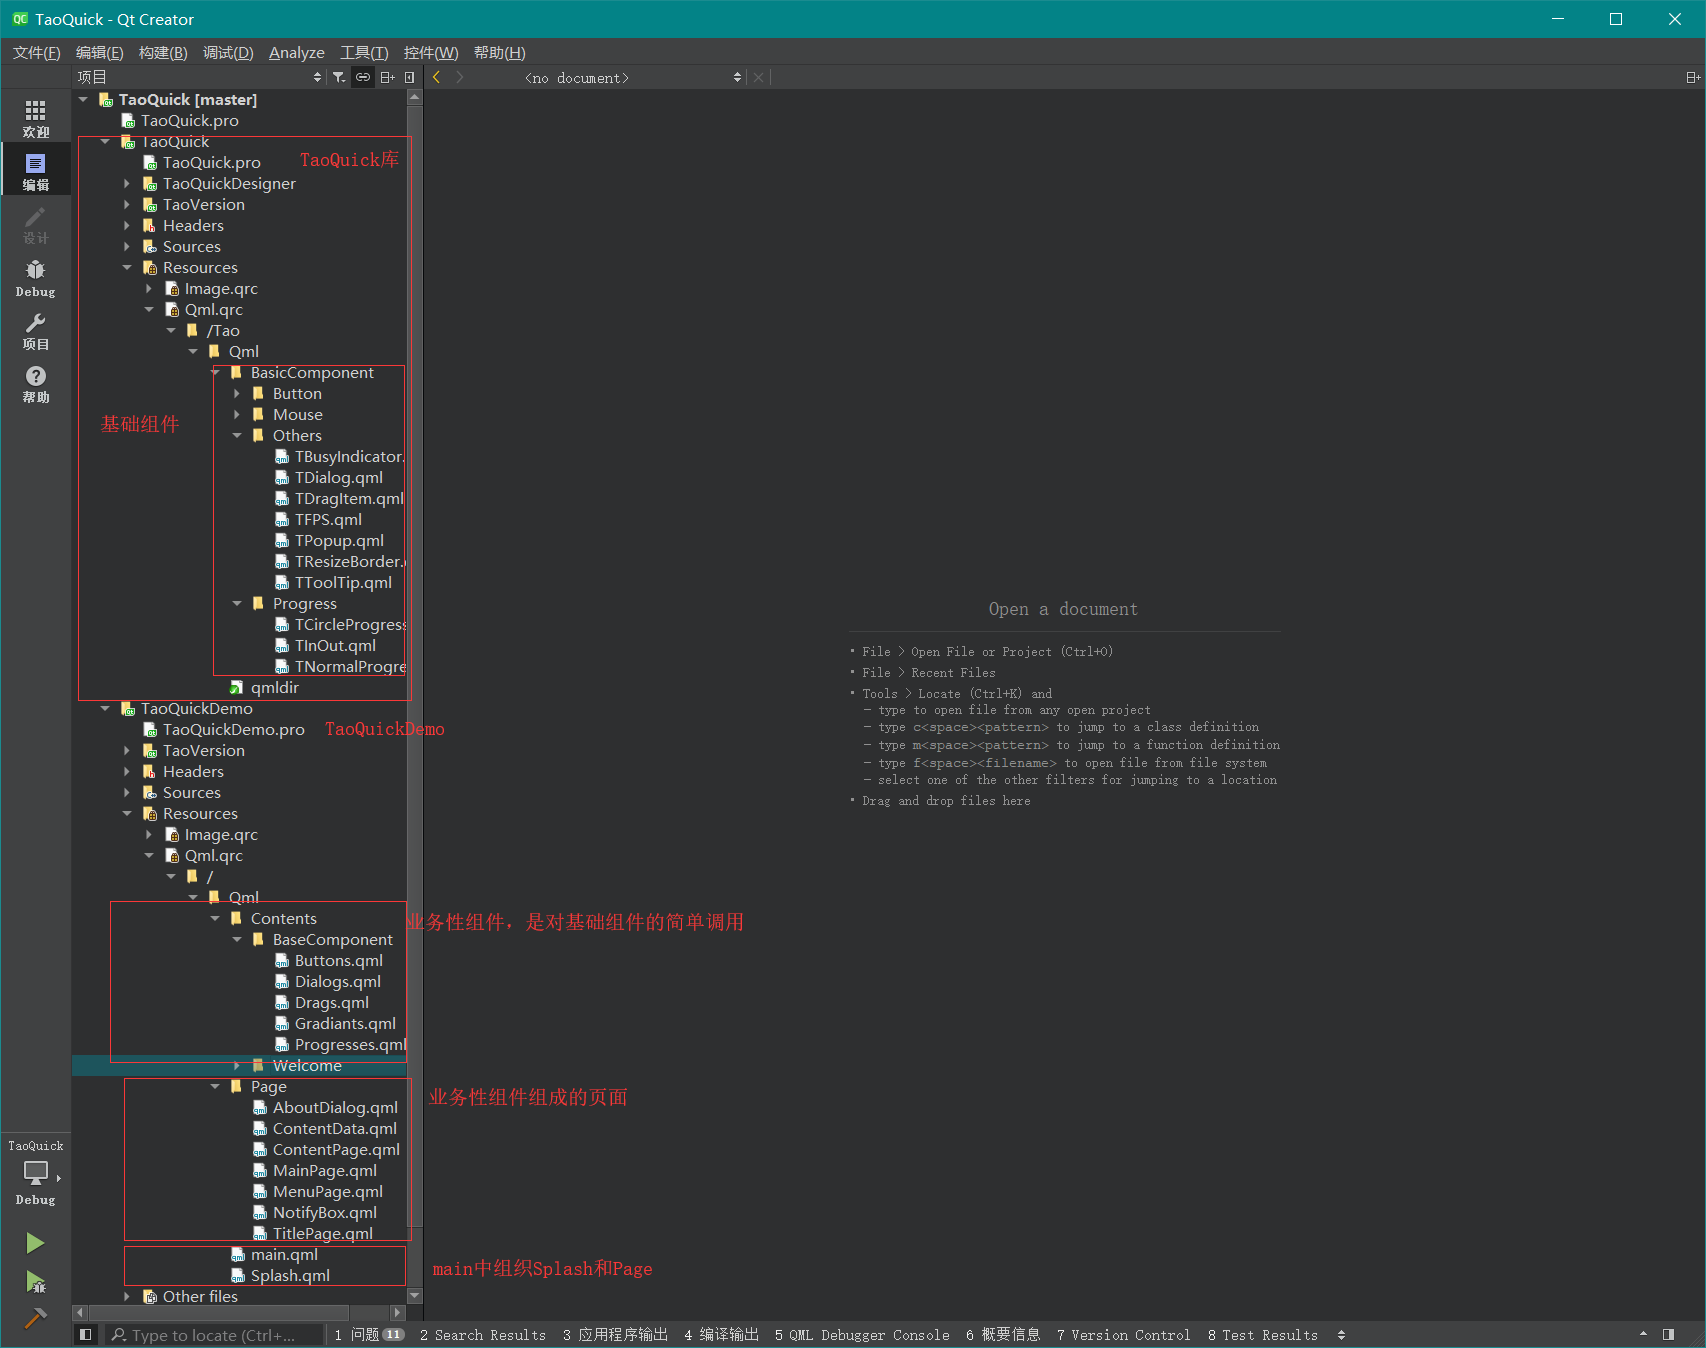 TaoQuick - Qt Creator
文件(F) 编辑(E) 构建(B) 调试(D) Analyze 工具(T) 控件(W) 帮助(H)
项目 <no document>
欢迎
编辑
设计
Debug
项目
帮助
TaoQuick [master]
TaoQuick.pro
TaoQuick
TaoQuick.pro TaoQuick库
TaoQuickDesigner
TaoVersion
Headers
Sources
Resources
Image.qrc
Qml.qrc
/Tao
Qml
BasicComponent
Button
Mouse
基础组件
Others
TBusyIndicator.
TDialog.qml
TDragItem.qml
TFPS.qml
TPopup.qml
TResizeBorder.
TToolTip.qml
Progress
TCircleProgress
TInOut.qml
TNormalProgre
qmldir
TaoQuickDemo
TaoQuickDemo.pro TaoQuickDemo
TaoVersion
Headers
Sources
Resources
Image.qrc
Qml.qrc
/
Qml
Contents 业务性组件，是对基础组件的简单调用
BaseComponent
Buttons.qml
Dialogs.qml
Drags.qml
Gradiants.qml
Progresses.qml
Welcome
Page
业务性组件组成的页面
AboutDialog.qml
ContentData.qml
ContentPage.qml
MainPage.qml
MenuPage.qml
NotifyBox.qml
TitlePage.qml
main.qml
main中组织Splash和Page
Splash.qml
Other files
Open a document
• File > Open File or Project (Ctrl+O)
• File > Recent Files
• Tools > Locate (Ctrl+K) and
- type to open file from any open project
- type c<space><pattern> to jump to a class definition
- type m<space><pattern> to jump to a function definition
- type f<space><filename> to open file from file system
- select one of the other filters for jumping to a location
• Drag and drop files here
TaoQuick
Debug
Type to locate (Ctrl+... 1 问题 11 2 Search Results 3 应用程序输出 4 编译输出 5 QML Debugger Console 6 概要信息 7 Version Control 8 Test Results